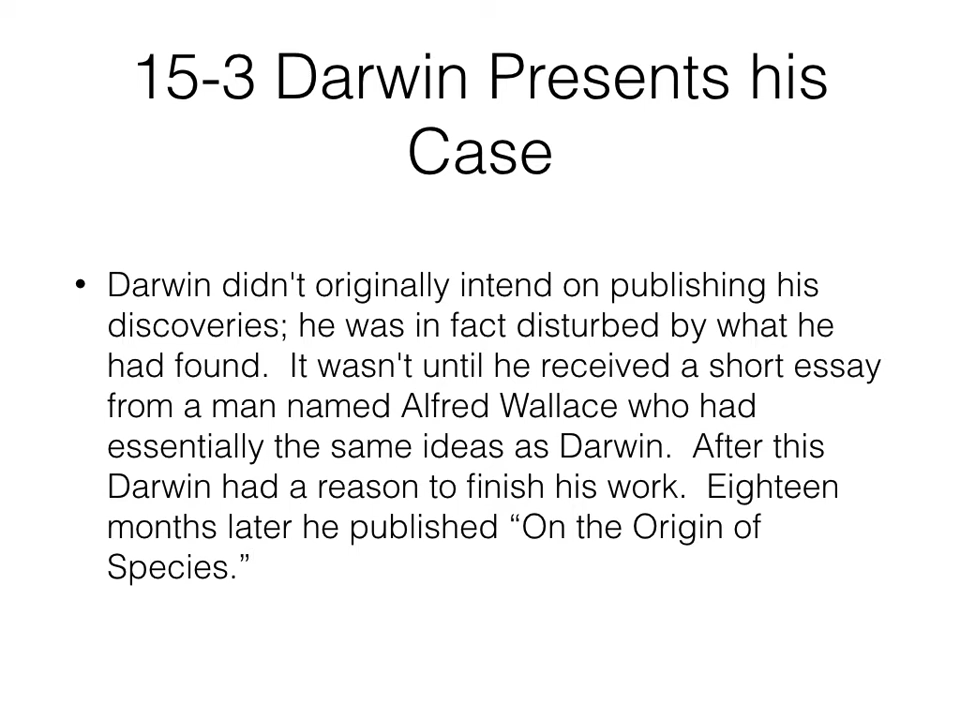 15-3 Darwin Presents his
Case
• Darwin didn't originally intend on publishing his
discoveries; he was in fact disturbed by what he
had found.  It wasn't until he received a short essay
from a man named Alfred Wallace who had
essentially the same ideas as Darwin.  After this
Darwin had a reason to finish his work.  Eighteen
months later he published “On the Origin of
Species.”